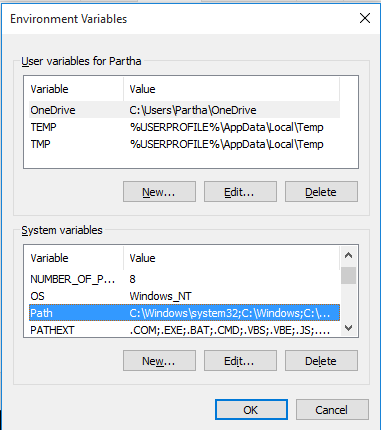 Environment Variables
User variables for Partha
Variable Value
OneDrive C:\Users\Partha\OneDrive
TEMP %USERPROFILE%\AppData\Local\Temp
TMP %USERPROFILE%\AppData\Local\Temp
New... Edit... Delete
System variables
Variable Value
NUMBER_OF_P... 8
OS Windows_NT
Path C:\Windows\system32;C:\Windows;C:\...
PATHEXT .COM;.EXE;.BAT;.CMD;.VBS;.VBE;.JS;....
New... Edit... Delete
OK Cancel